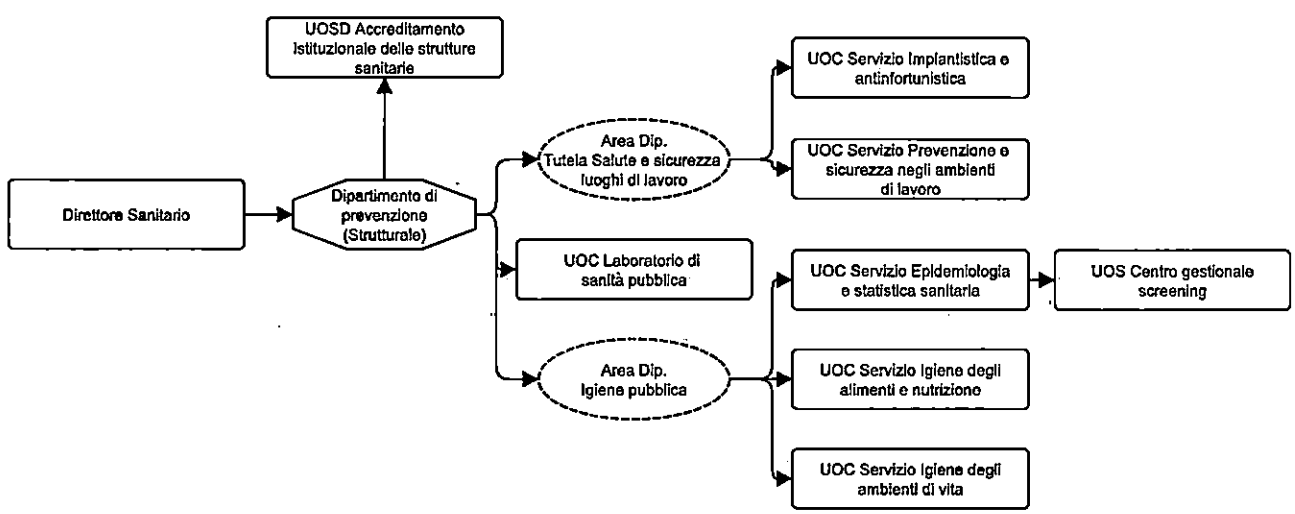 UOSD Accreditamento
Istituzionale delle strutture
sanitarie
UOC Servizio Impiantistica e
antinfortunistica
Area Dip.
Tutela Salute e sicurezza
luoghi di lavoro
UOC Servizio Prevenzione e
sicurezza negli ambienti
di lavoro
Direttore Sanitario
Dipartimento di
prevenzione
(Strutturale)
UOC Laboratorio di
sanità pubblica
UOC Servizio Epidemiologia
e statistica sanitaria
UOS Centro gestionale
screening
Area Dip.
Igiene pubblica
UOC Servizio Igiene degli
alimenti e nutrizione
UOC Servizio Igiene degli
ambienti di vita